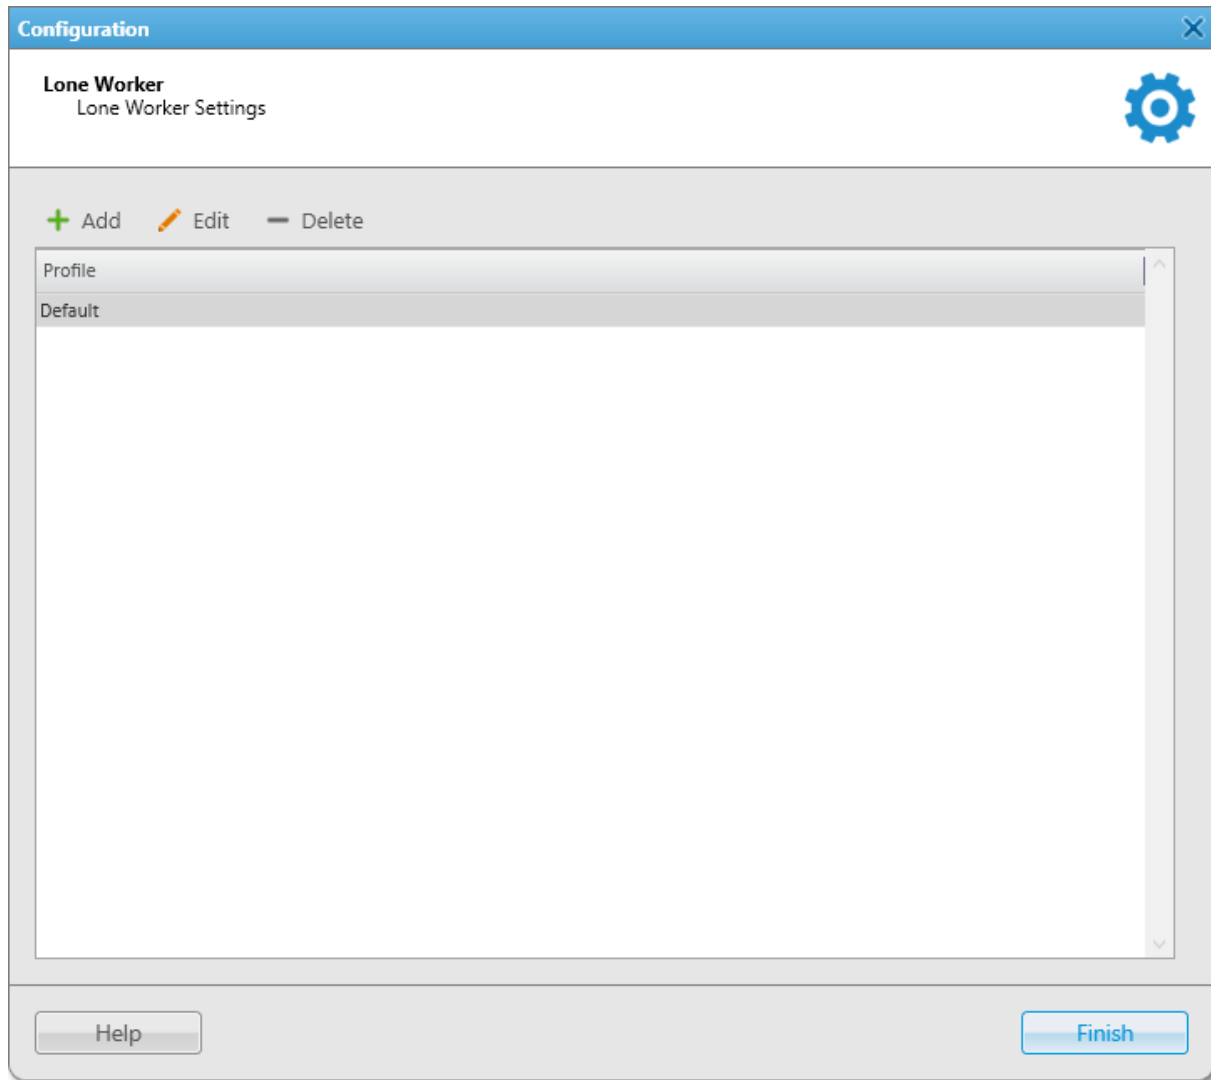 Configuration
Lone Worker
Lone Worker Settings
Add Edit Delete
Profile
Default
Help Finish